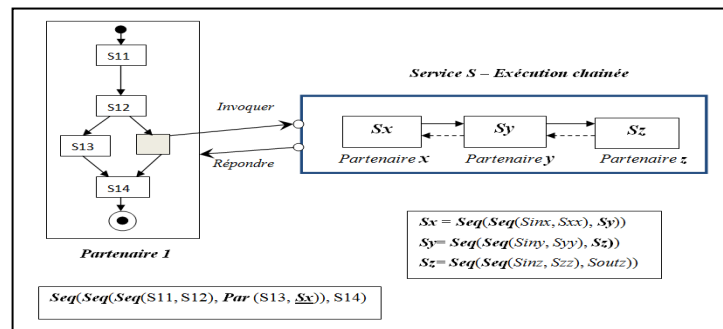 S11
Service S – Exécution chainée
S12
Invoquer
S13
Sx
Sy
Sz
Répondre
Partenaire x
Partenaire y
Partenaire z
S14
Partenaire 1
Sx = Seq(Seq(Sinx, Sxx), Sy))
Sy= Seq(Seq(Siny, Syy), Sz))
Sz= Seq(Seq(Sinz, Szz), Soutz))
Seq(Seq(Seq(S11, S12), Par (S13, Sx)), S14)